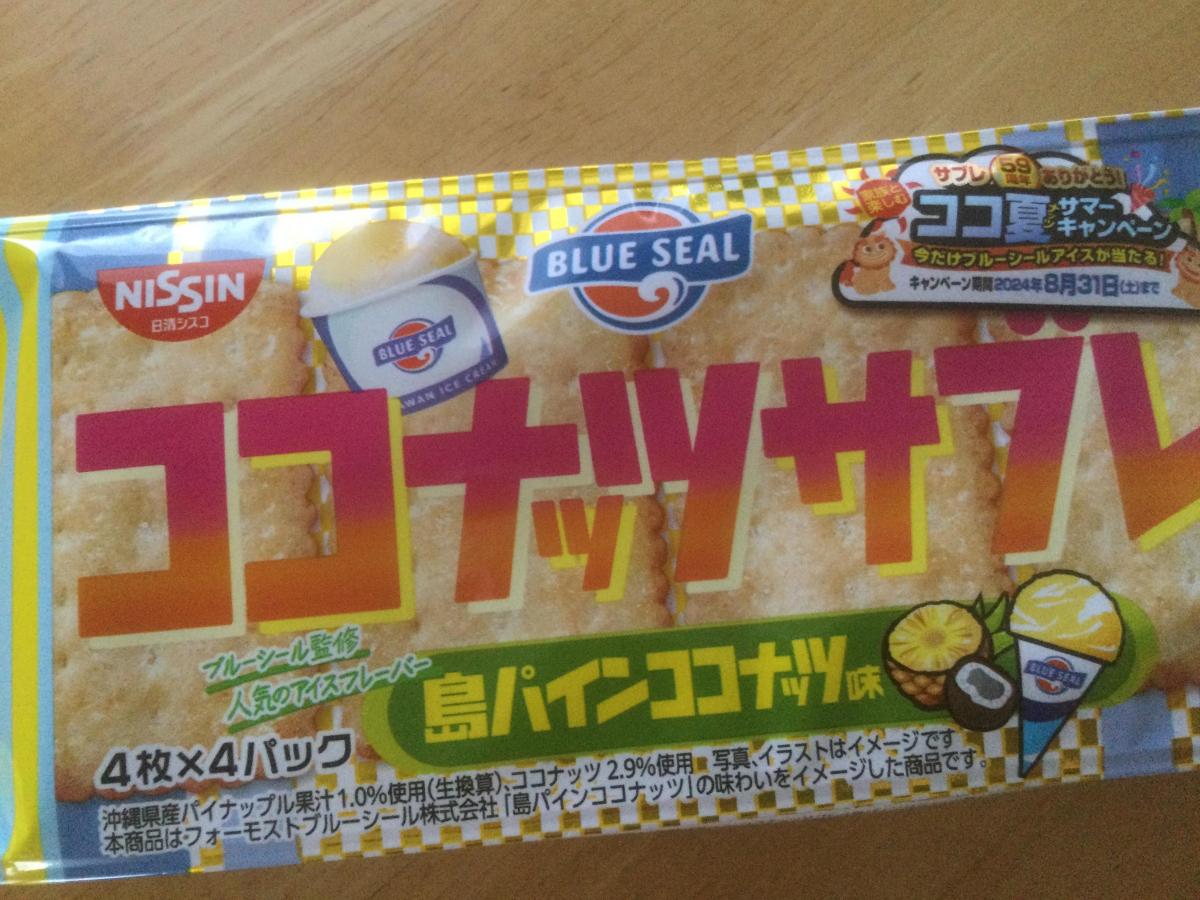 サブレ59周年ありがとう!!
家族と
楽しむ
ココ夏サマー
キャンペーン
今だけブルーシールアイスが当たる!
キャンペーン期間2024年8月31日(土)まで
NISSIN
日清シスコ
BLUE SEAL
BLUE SEAL
WAN ICE CREAM
ココナッツサブレ
ブルーシール監修
人気のアイスフレーバー
島パインココナッツ味
BLUE SEAL
4枚×4パック
沖縄県産パイナップル果汁1.0%使用(生換算)、ココナッツ2.9%使用 写真、イラストはイメージです
本商品はフォーモストブルーシール株式会社「島パインココナッツ」の味わいをイメージした商品です。